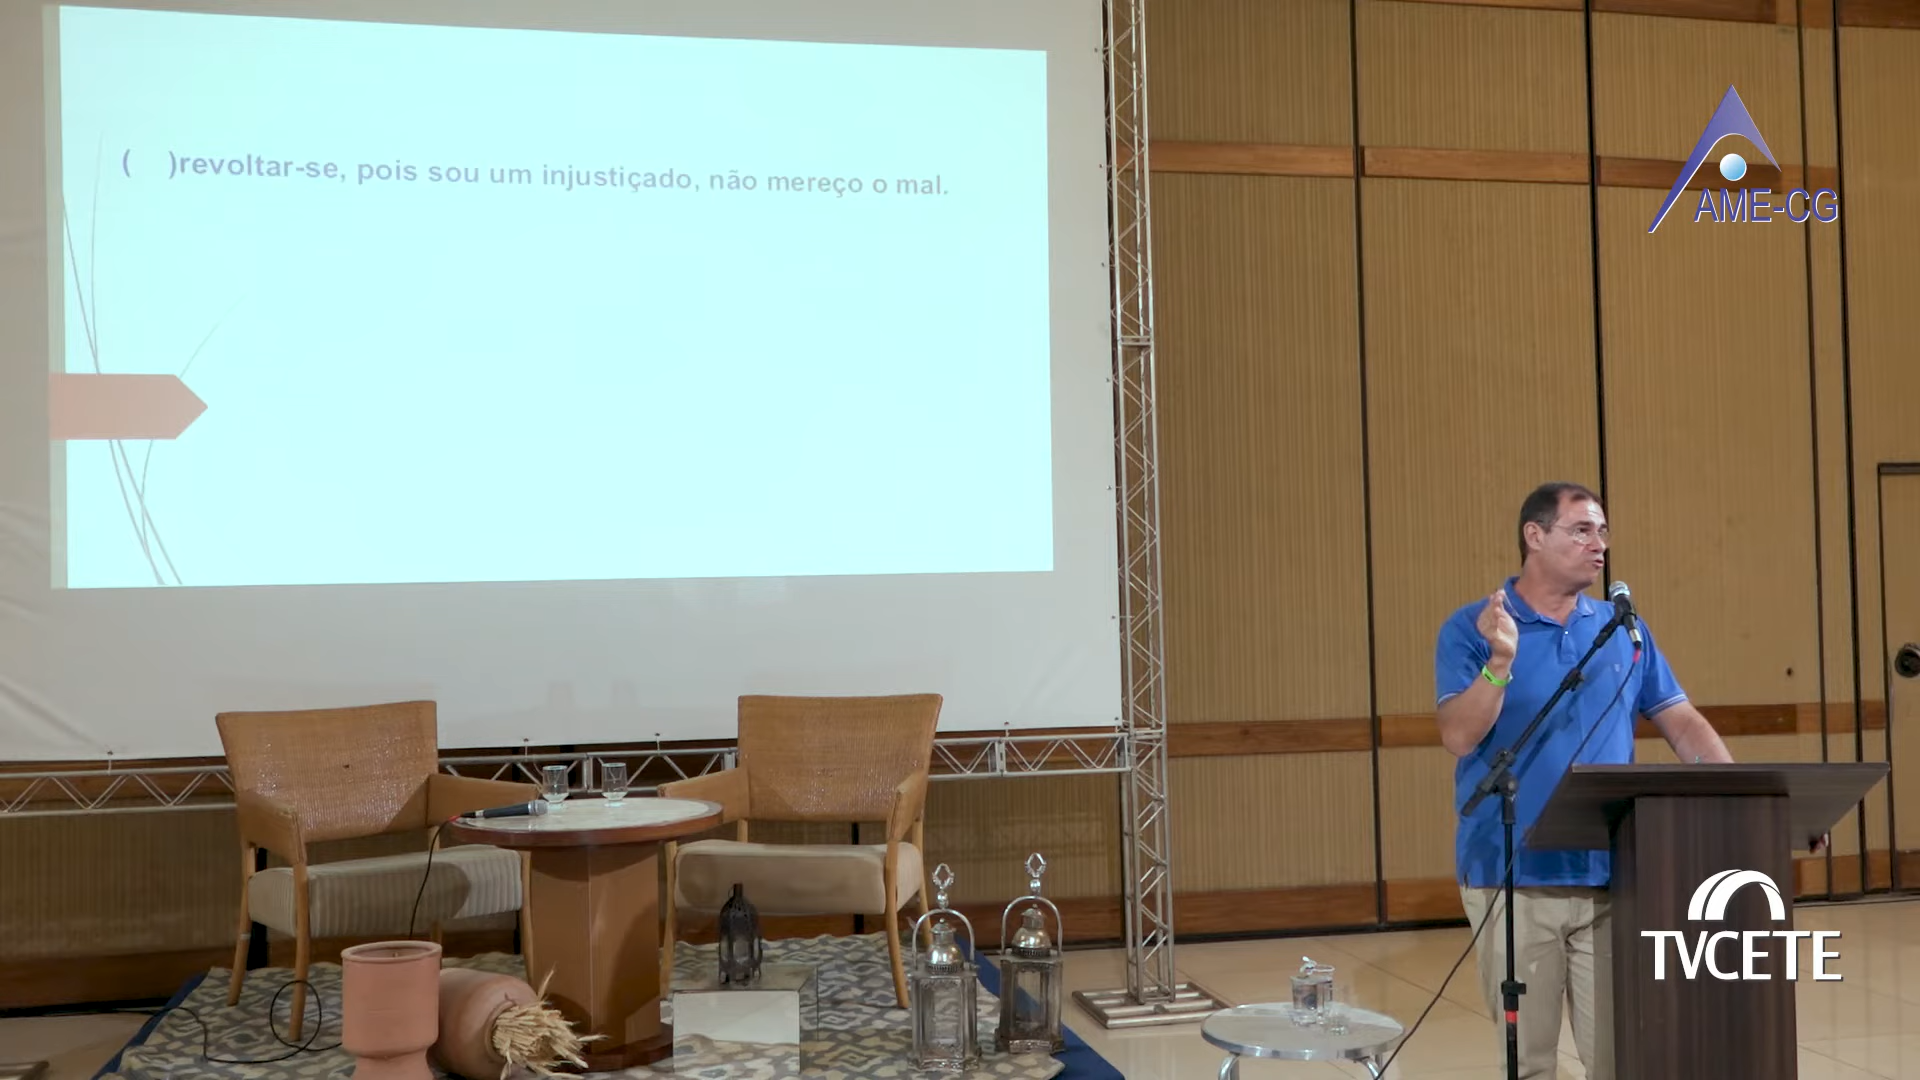 (    )revoltar-se, pois sou um injustiçado, não mereço o mal.
AME-CG
TVCETE